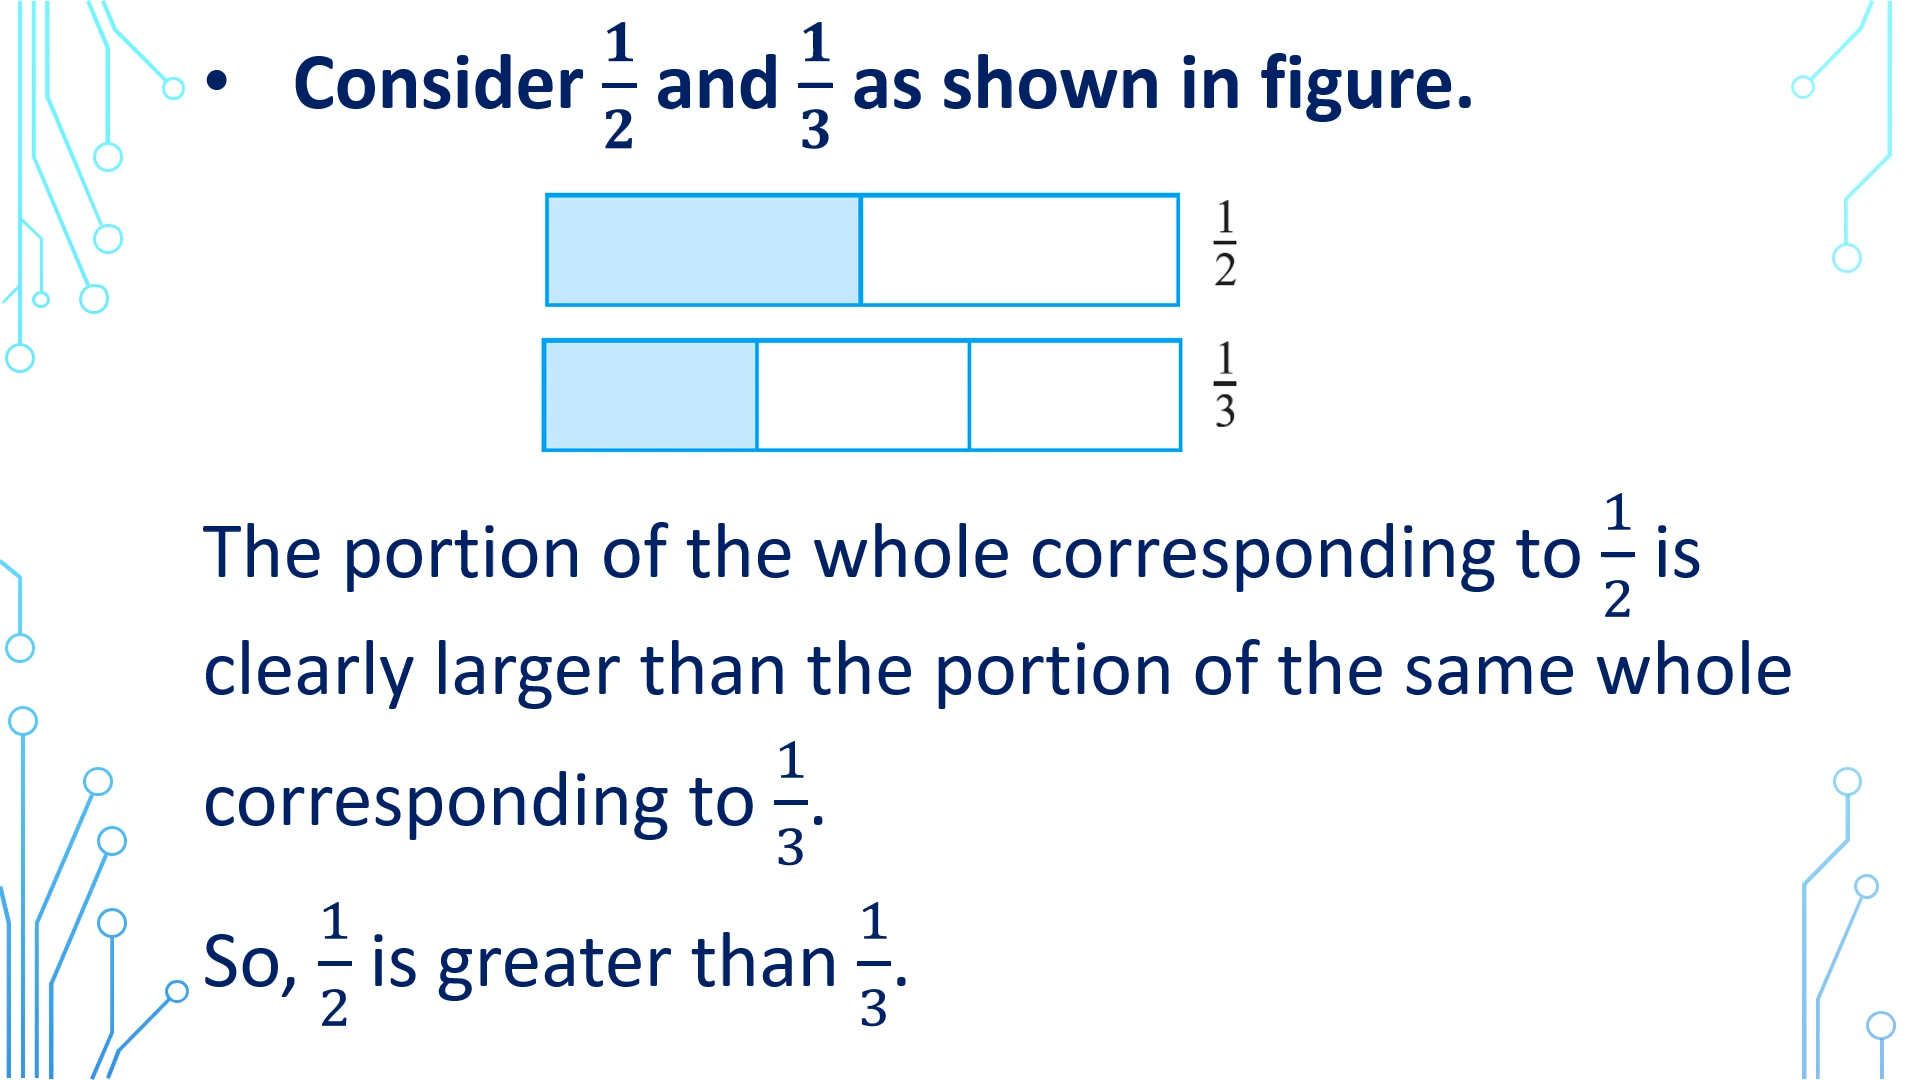 • Consider 1/2 and 1/3 as shown in figure.
1/2
1/3
The portion of the whole corresponding to 1/2 is
clearly larger than the portion of the same whole
corresponding to 1/3.
So, 1/2 is greater than 1/3.